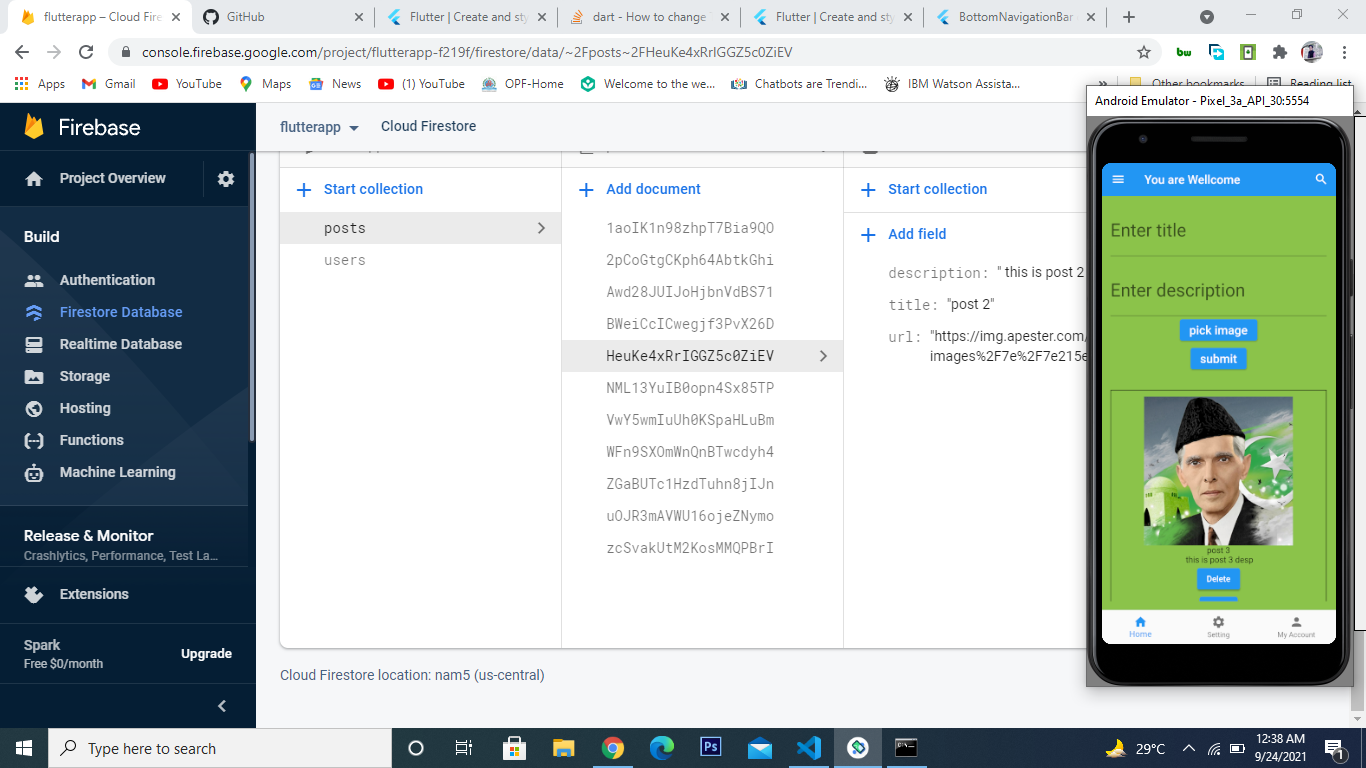 flutterapp – Cloud Fire
GitHub
Flutter | Create and sty
dart - How to change
Flutter | Create and sty
BottomNavigationBar
console.firebase.google.com/project/flutterapp-f219f/firestore/data/~2Fposts~2FHeuKe4xRrIGGZ5c0ZiEV
Apps
Gmail
YouTube
Maps
News
(1) YouTube
OPF-Home
Welcome to the we...
Chatbots are Trendi...
IBM Watson Assista...
»
Other bookmarks
Reading list
Firebase
Project Overview
Build
Authentication
Firestore Database
Realtime Database
Storage
Hosting
Functions
Machine Learning
Release & Monitor
Crashlytics, Performance, Test La...
Extensions
Spark
Free $0/month
Upgrade
flutterapp
Cloud Firestore
Start collection
posts
users
Add document
1aoIK1n98zhpT7Bia9QO
2pCoGtgCKph64AbtkGhi
Awd28JUIJoHjbnVdBS71
BWeiCcICwegjf3PvX26D
HeuKe4xRrIGGZ5c0ZiEV
NML13YuIB0opn4Sx85TP
VwY5wmIuUh0KSpaHLuBm
WFn9SXOmWnQnBTwcdyh4
ZGaBUTc1HzdTuhn8jIJn
uOJR3mAVWU16ojeZNymo
zcSvakUtM2KosMMQPBrI
Start collection
Add field
description: " this is post 2
title: "post 2"
url: "https://img.apester.com/
images%2F7e%2F7e215e
Cloud Firestore location: nam5 (us-central)
Android Emulator - Pixel_3a_API_30:5554
You are Wellcome
Enter title
Enter description
pick image
submit
post 3
this is post 3 desp
Delete
Home
Setting
My Account
Type here to search
Ps
29°C
12:38 AM
9/24/2021
1